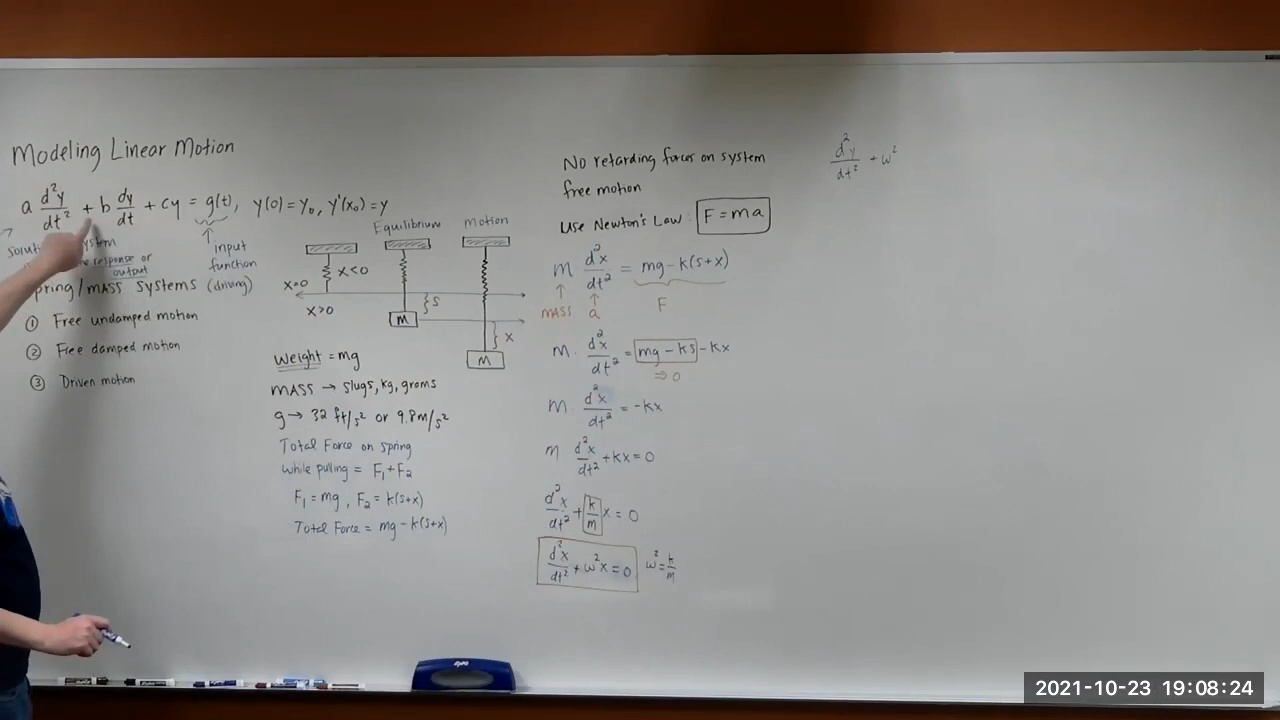 Modeling Linear Motion
a d²y/dt² + b dy/dt + cy = g(t), y(0) = y₀, y'(x₀) = y
input
function
(driving)
response or
output
Spring/mass systems
① Free undamped motion
② Free damped motion
③ Driven motion
Equilibrium
motion
x<0
x=0
x>0
S
x
M
M
Weight = mg
MASS → slugs, kg, grams
g → 32 ft/s² or 9.8 m/s²
Total Force on spring
while pulling = F₁ + F₂
F₁ = mg, F₂ = k(s+x)
Total Force = mg - k(s+x)
No retarding forces on system
free motion
Use Newton's Law: F = ma
m d²x/dt² = mg - k(s+x)
MASS a F
m · d²x/dt² = mg - ks - kx
⇒ 0
m · d²x/dt² = -kx
m d²x/dt² + kx = 0
d²x/dt² + k/m x = 0
d²x/dt² + ω²x = 0 ω² = k/m
d²y/dt² + ω²
expo
2021-10-23 19:08:24